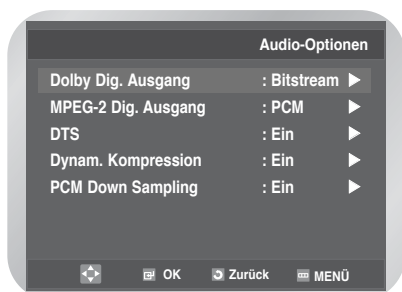 Audio-Optionen
Dolby Dig. Ausgang : Bitstream
MPEG-2 Dig. Ausgang : PCM
DTS : Ein
Dynam. Kompression : Ein
PCM Down Sampling : Ein
OK Zurück MENÜ